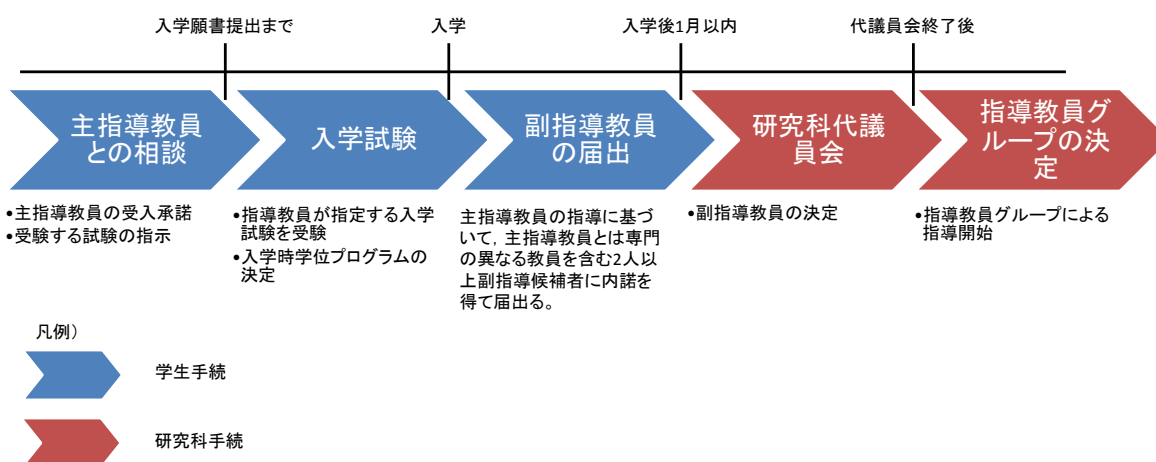 入学願書提出まで
入学
入学後1月以内
代議員会終了後
主指導教員
との相談
入学試験
副指導教員
の届出
研究科代議
員会
指導教員グ
ループの決
定
•主指導教員の受入承諾
•受験する試験の指示
•指導教員が指定する入学
試験を受験
•入学時学位プログラムの
決定
主指導教員の指導に基づ
いて，主指導教員とは専門
の異なる教員を含む2人以
上副指導候補者に内諾を
得て届出る。
•副指導教員の決定
•指導教員グループによる
指導開始
凡例）
学生手続
研究科手続